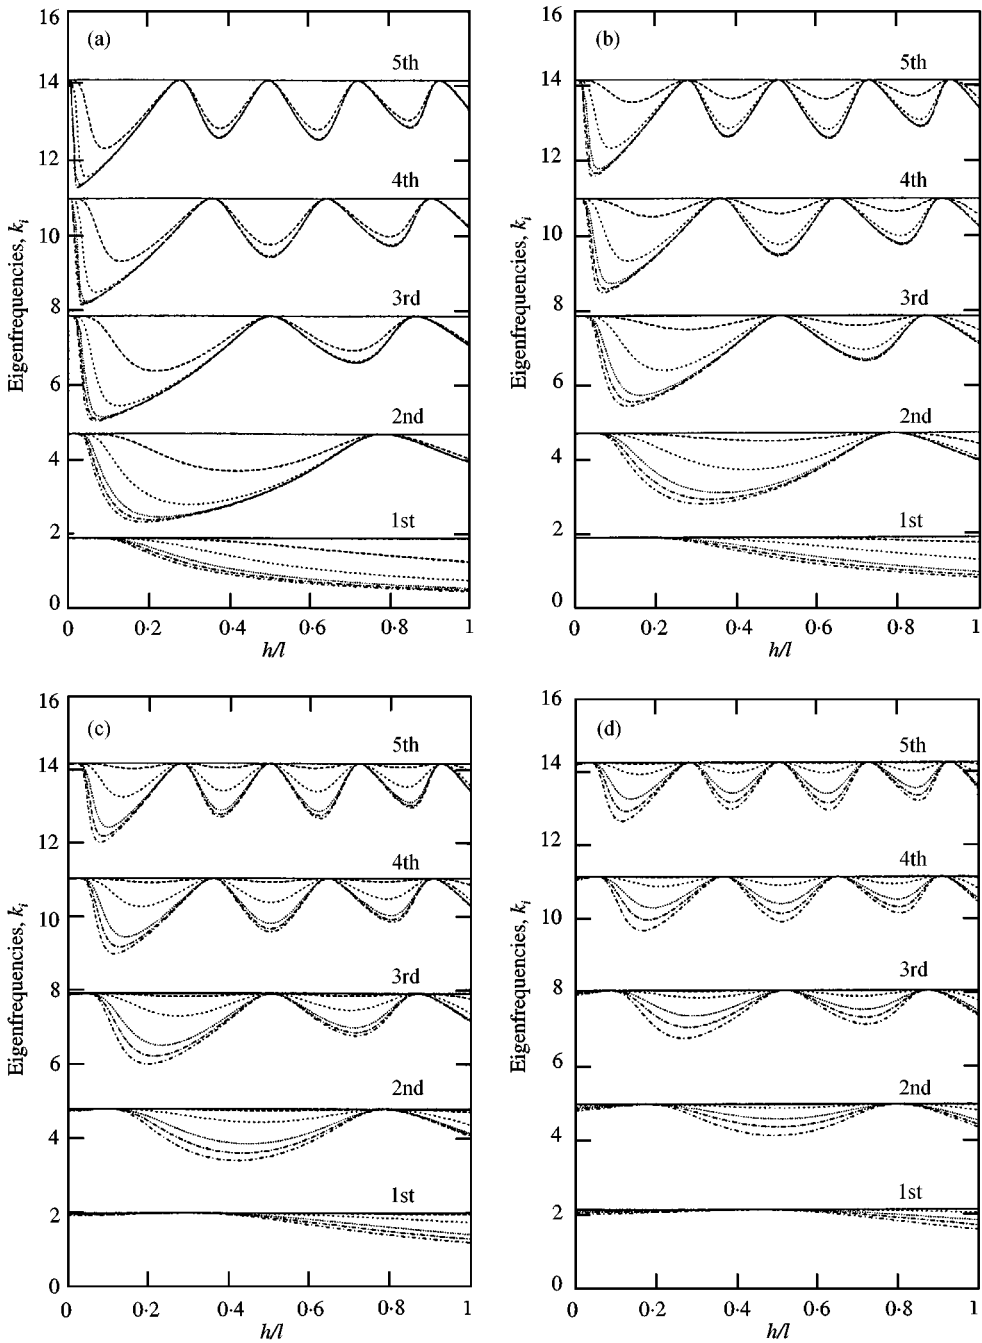 16
(a)
5th
14
12
4th
10
3rd
8
6
2nd
4
1st
2
0
0
0·2
0·4
0·6
0·8
1
h/l
Eigenfrequencies, k_i
16
(b)
5th
14
12
4th
10
3rd
8
6
2nd
4
1st
2
0
0
0·2
0·4
0·6
0·8
1
h/l
Eigenfrequencies, k_i
16
(c)
5th
14
12
4th
10
3rd
8
6
2nd
4
1st
2
0
0
0·2
0·4
0·6
0·8
1
h/l
Eigenfrequencies, k_i
16
(d)
5th
14
12
4th
10
3rd
8
6
2nd
4
1st
2
0
0
0·2
0·4
0·6
0·8
1
h/l
Eigenfrequencies, k_i